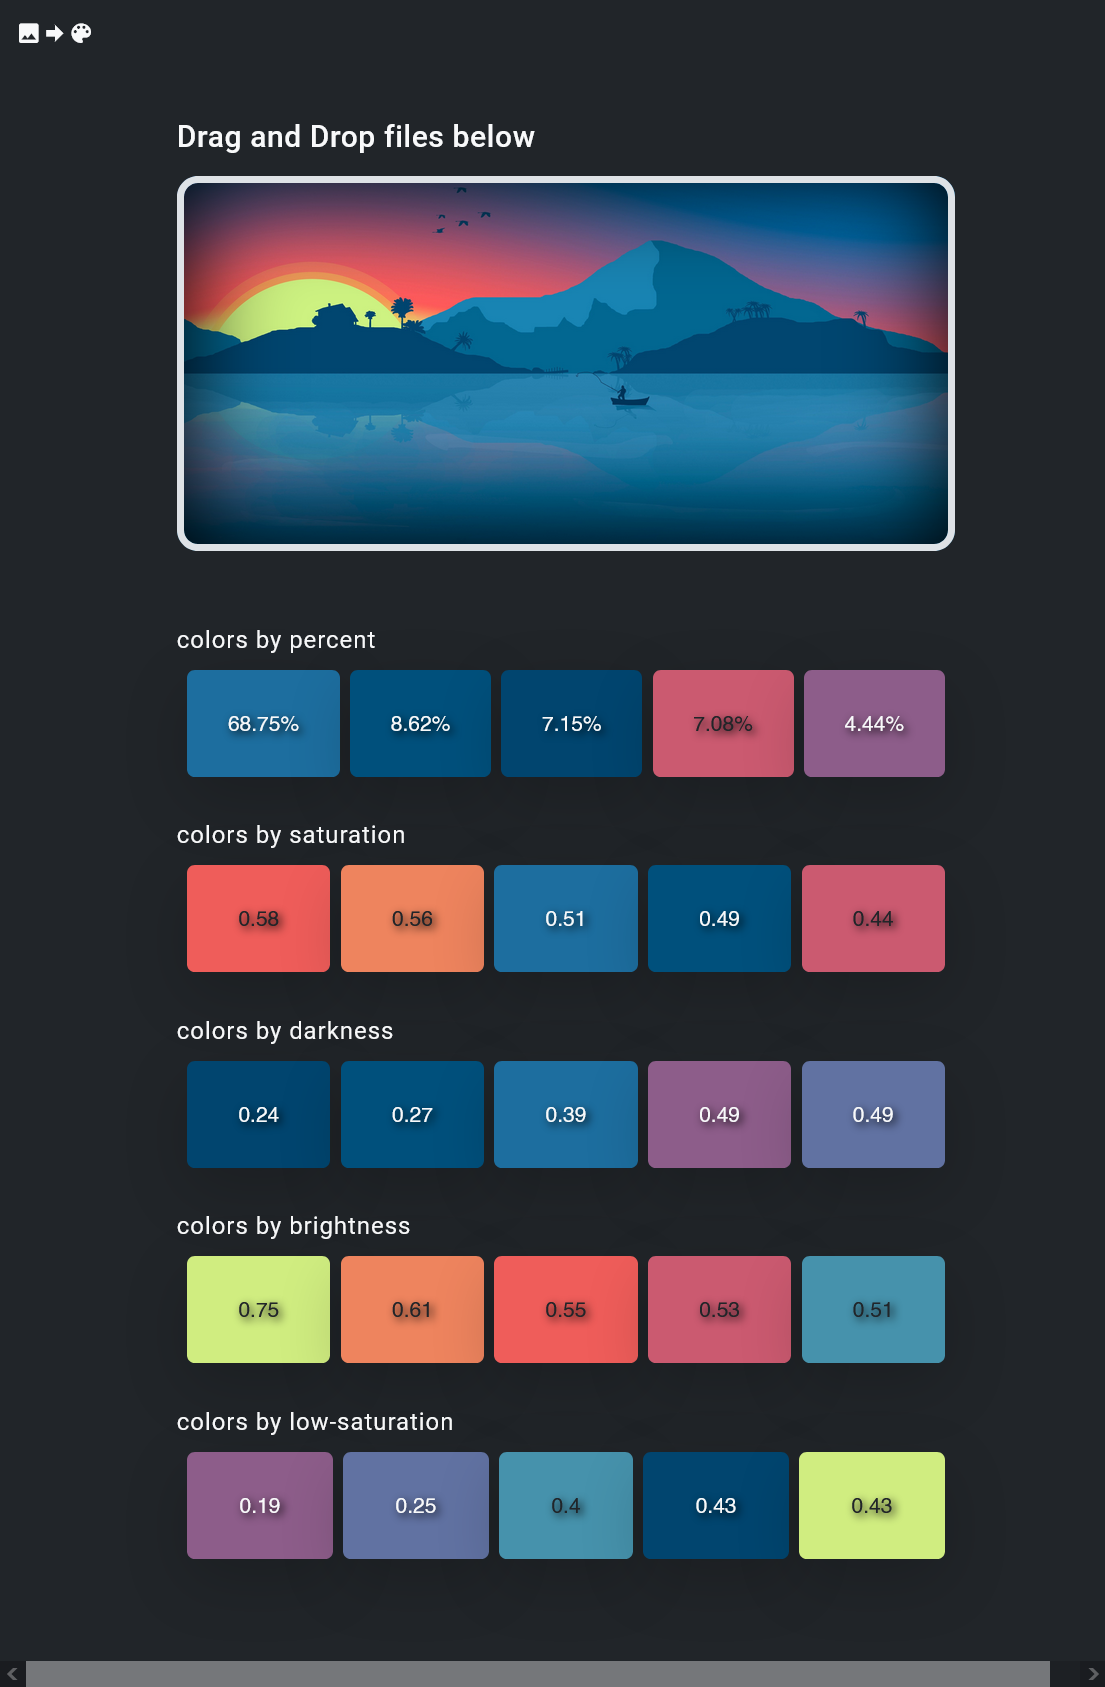 Drag and Drop files below
colors by percent
68.75% 8.62% 7.15% 7.08% 4.44%
colors by saturation
0.58 0.56 0.51 0.49 0.44
colors by darkness
0.24 0.27 0.39 0.49 0.49
colors by brightness
0.75 0.61 0.55 0.53 0.51
colors by low-saturation
0.19 0.25 0.4 0.43 0.43